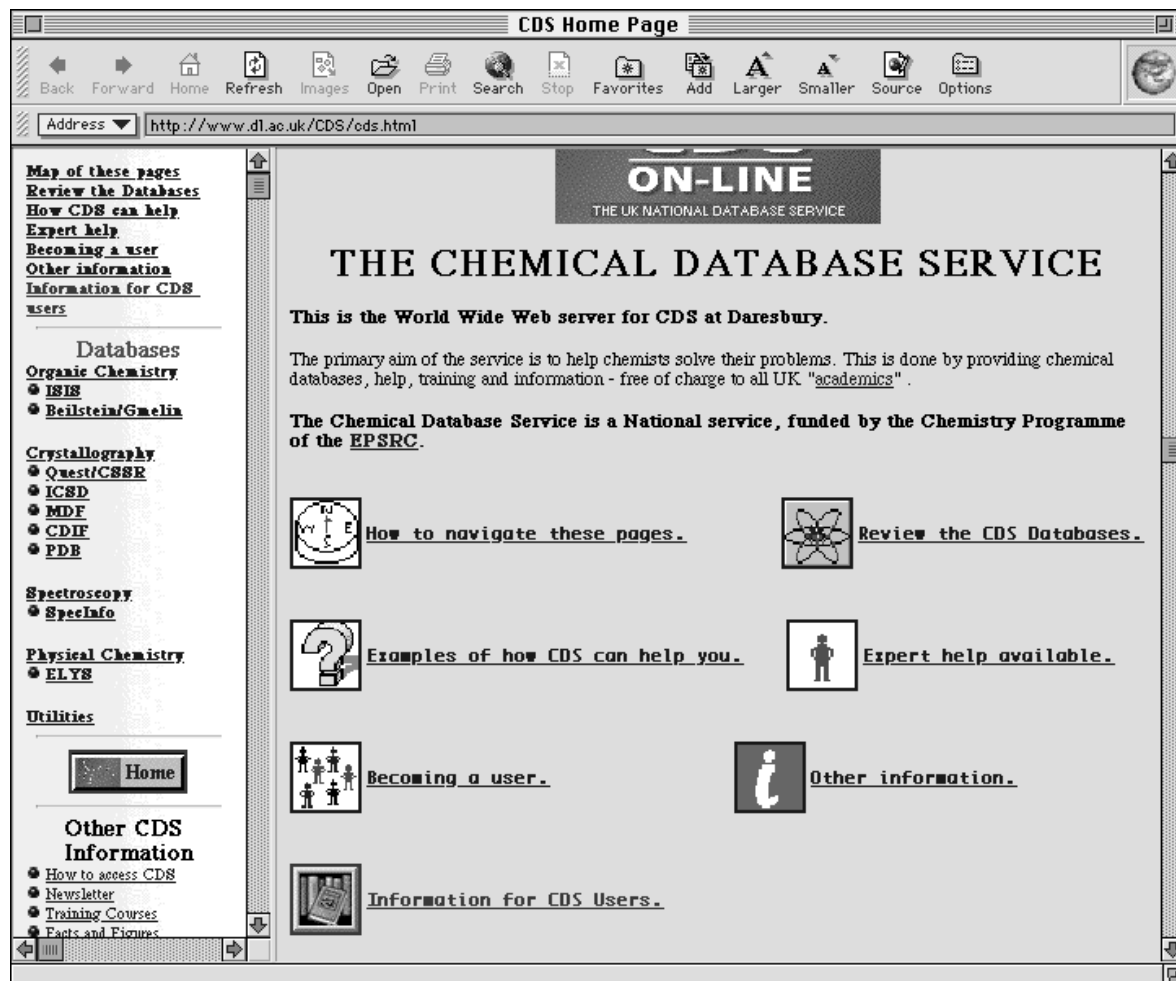 CDS Home Page
Back Forward Home Refresh Images Open Print Search Stop Favorites Add Larger Smaller Source Options
Address http://www.dl.ac.uk/CDS/cds.html
Map of these pages
Review the Databases
How CDS can help
Expert help
Becoming a user
Other information
Information for CDS
users
Databases
Organic Chemistry
ISIS
Beilstein/Gmelin
Crystallography
Quest/CSSR
ICSD
MDF
CDIF
PDB
Spectroscopy
SpecInfo
Physical Chemistry
ELYS
Utilities
Home
Other CDS
Information
How to access CDS
Newsletter
Training Courses
Facts and Figures
ON-LINE
THE UK NATIONAL DATABASE SERVICE
THE CHEMICAL DATABASE SERVICE
This is the World Wide Web server for CDS at Daresbury.
The primary aim of the service is to help chemists solve their problems. This is done by providing chemical
databases, help, training and information - free of charge to all UK "academics" .
The Chemical Database Service is a National service, funded by the Chemistry Programme
of the EPSRC.
N
W E
S
How to navigate these pages.
Review the CDS Databases.
?
Examples of how CDS can help you.
Expert help available.
Becoming a user.
i
Other information.
Information for CDS Users.